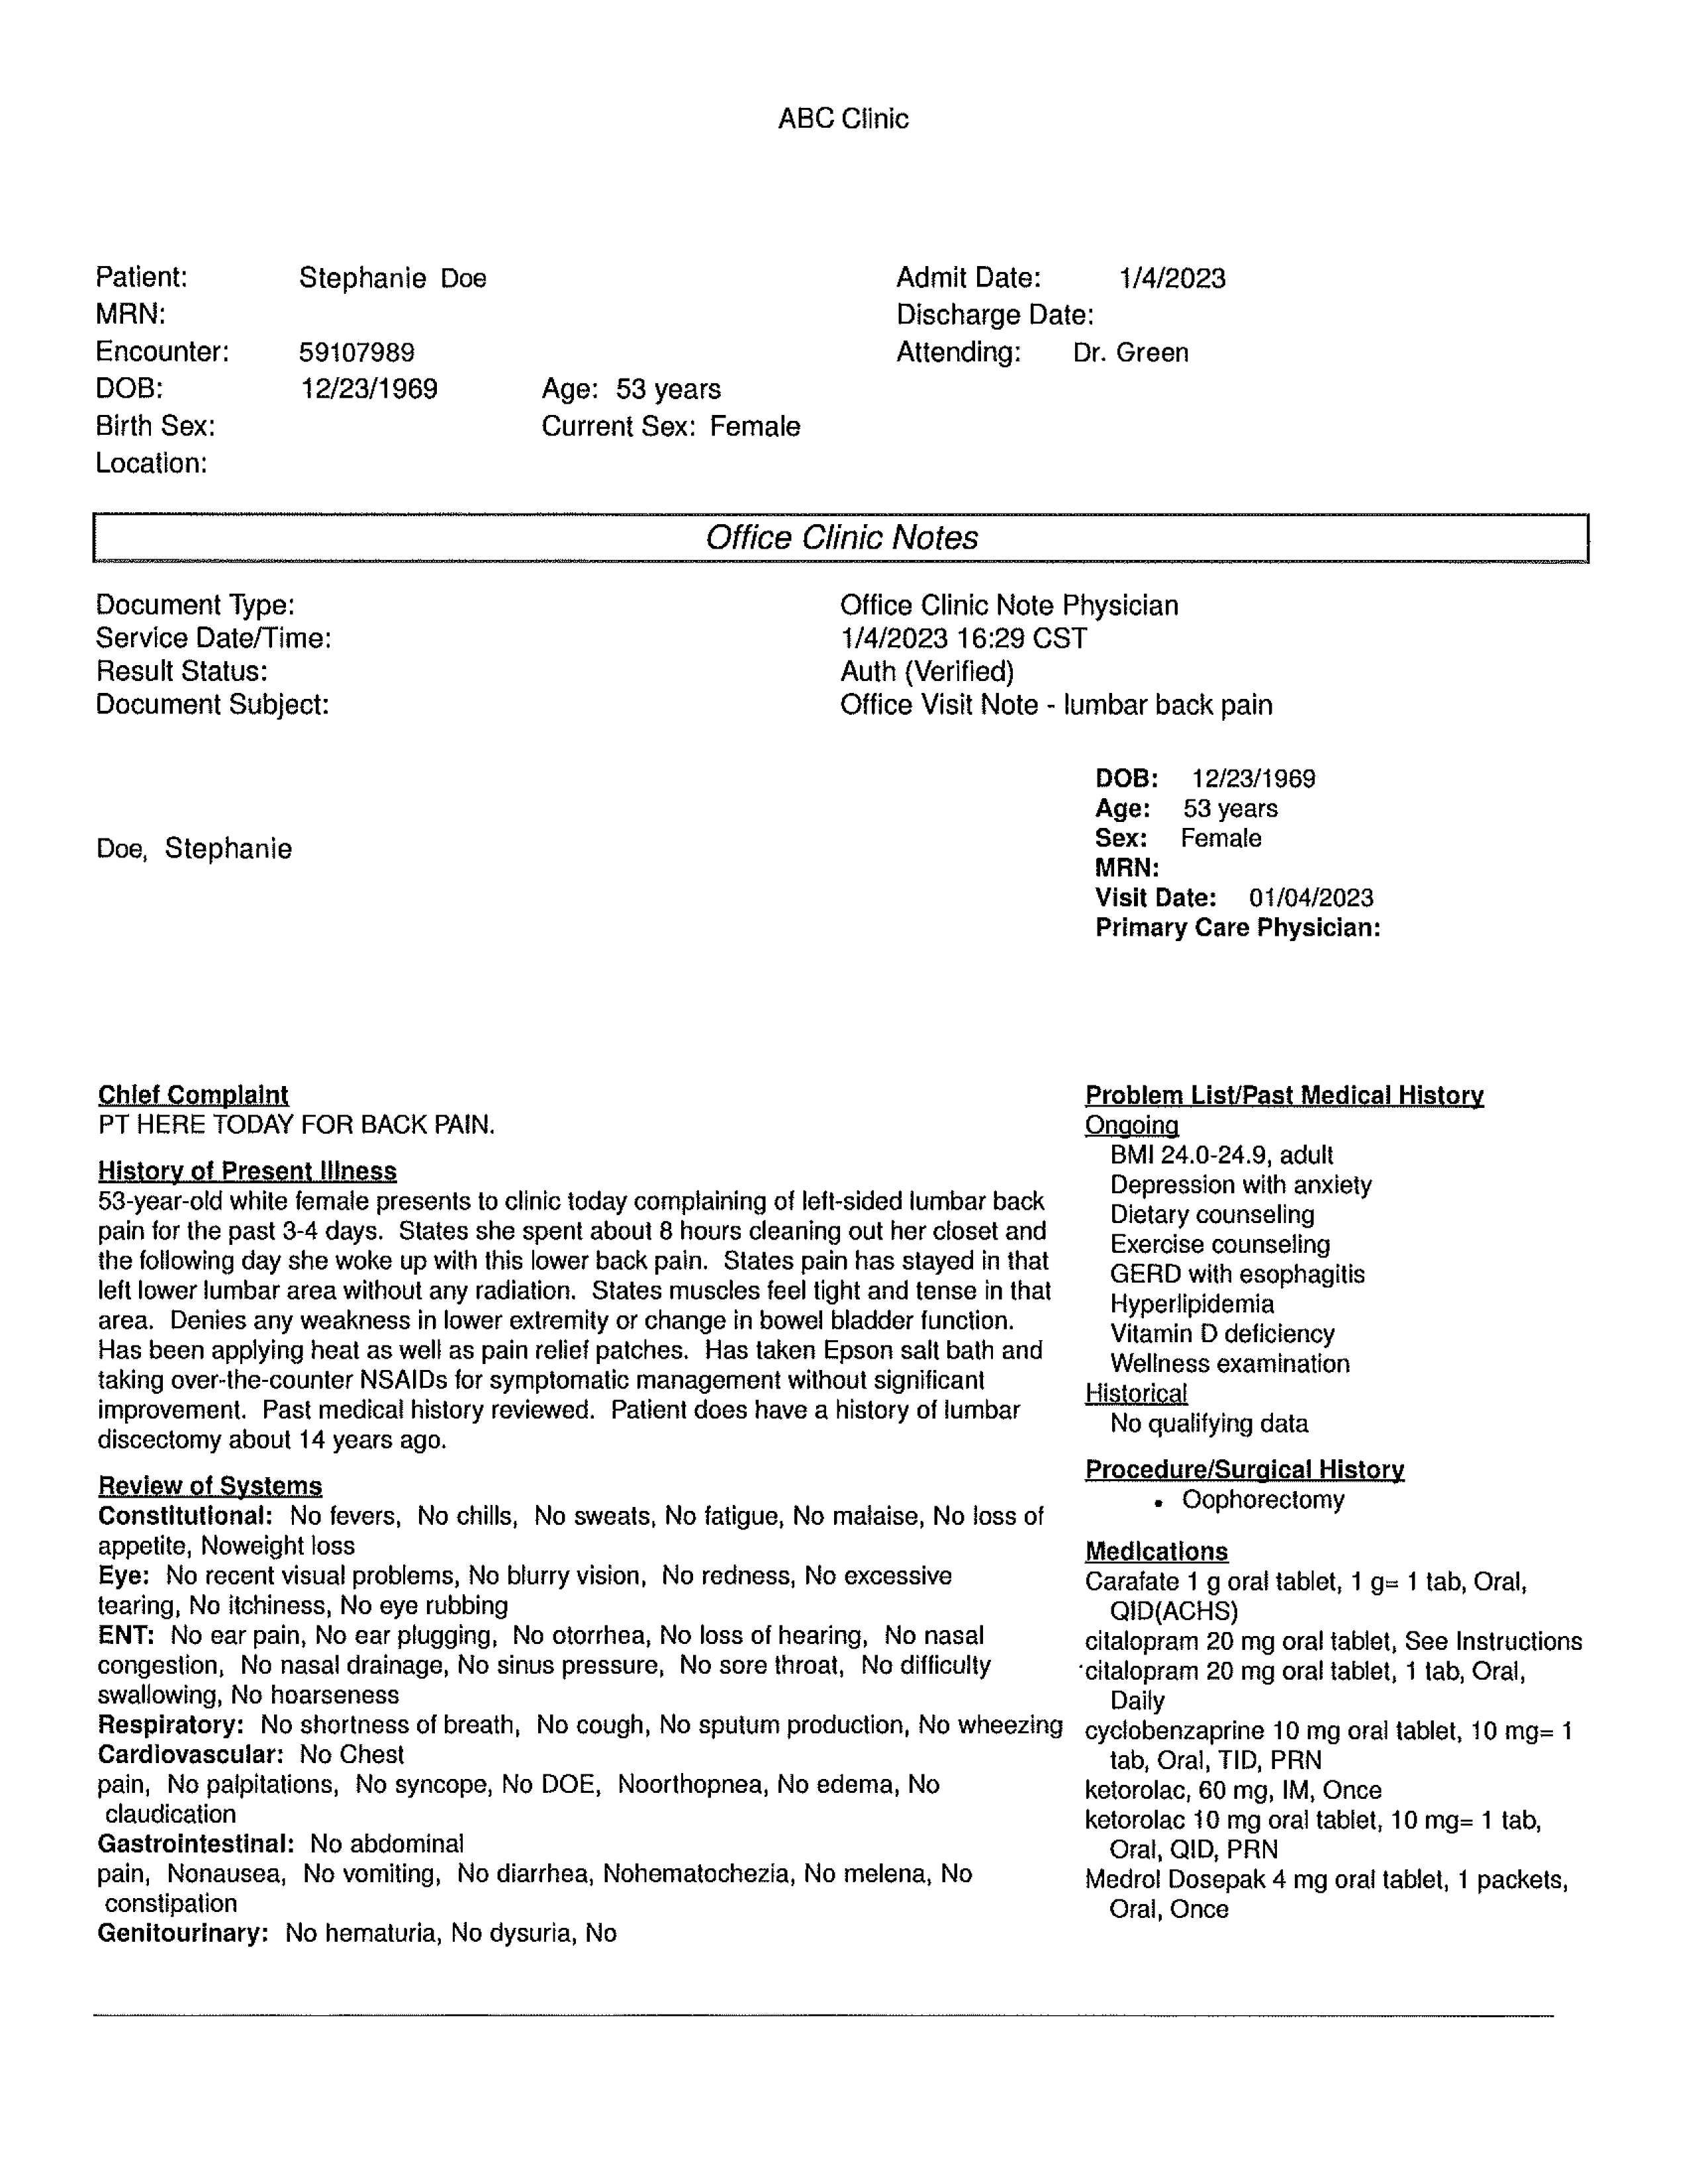 ABC Clinic
Patient: Stephanie Doe Admit Date: 1/4/2023
MRN: Discharge Date:
Encounter: 59107989 Attending: Dr. Green
DOB: 12/23/1969 Age: 53 years
Birth Sex: Current Sex: Female
Location:
Office Clinic Notes
Document Type: Office Clinic Note Physician
Service Date/Time: 1/4/2023 16:29 CST
Result Status: Auth (Verified)
Document Subject: Office Visit Note - lumbar back pain
DOB: 12/23/1969
Age: 53 years
Sex: Female
Doe, Stephanie
MRN:
Visit Date: 01/04/2023
Primary Care Physician:
Chief Complaint
PT HERE TODAY FOR BACK PAIN.
History of Present Illness
53-year-old white female presents to clinic today complaining of left-sided lumbar back
pain for the past 3-4 days. States she spent about 8 hours cleaning out her closet and
the following day she woke up with this lower back pain. States pain has stayed in that
left lower lumbar area without any radiation. States muscles feel tight and tense in that
area. Denies any weakness in lower extremity or change in bowel bladder function.
Has been applying heat as well as pain relief patches. Has taken Epson salt bath and
taking over-the-counter NSAIDs for symptomatic management without significant
improvement. Past medical history reviewed. Patient does have a history of lumbar
discectomy about 14 years ago.
Review of Systems
Constitutional: No fevers, No chills, No sweats, No fatigue, No malaise, No loss of
appetite, Noweight loss
Eye: No recent visual problems, No blurry vision, No redness, No excessive
tearing, No itchiness, No eye rubbing
ENT: No ear pain, No ear plugging, No otorrhea, No loss of hearing, No nasal
congestion, No nasal drainage, No sinus pressure, No sore throat, No difficulty
swallowing, No hoarseness
Respiratory: No shortness of breath, No cough, No sputum production, No wheezing
Cardiovascular: No Chest
pain, No palpitations, No syncope, No DOE, Noorthopnea, No edema, No
claudication
Gastrointestinal: No abdominal
pain, Nonausea, No vomiting, No diarrhea, Nohematochezia, No melena, No
constipation
Genitourinary: No hematuria, No dysuria, No
Problem List/Past Medical History
Ongoing
BMI 24.0-24.9, adult
Depression with anxiety
Dietary counseling
Exercise counseling
GERD with esophagitis
Hyperlipidemia
Vitamin D deficiency
Wellness examination
Historical
No qualifying data
Procedure/Surgical History
• Oophorectomy
Medications
Carafate 1 g oral tablet, 1 g= 1 tab, Oral,
QID(ACHS)
citalopram 20 mg oral tablet, See Instructions
citalopram 20 mg oral tablet, 1 tab, Oral,
Daily
cyclobenzaprine 10 mg oral tablet, 10 mg= 1
tab, Oral, TID, PRN
ketorolac, 60 mg, IM, Once
ketorolac 10 mg oral tablet, 10 mg= 1 tab,
Oral, QID, PRN
Medrol Dosepak 4 mg oral tablet, 1 packets,
Oral, Once